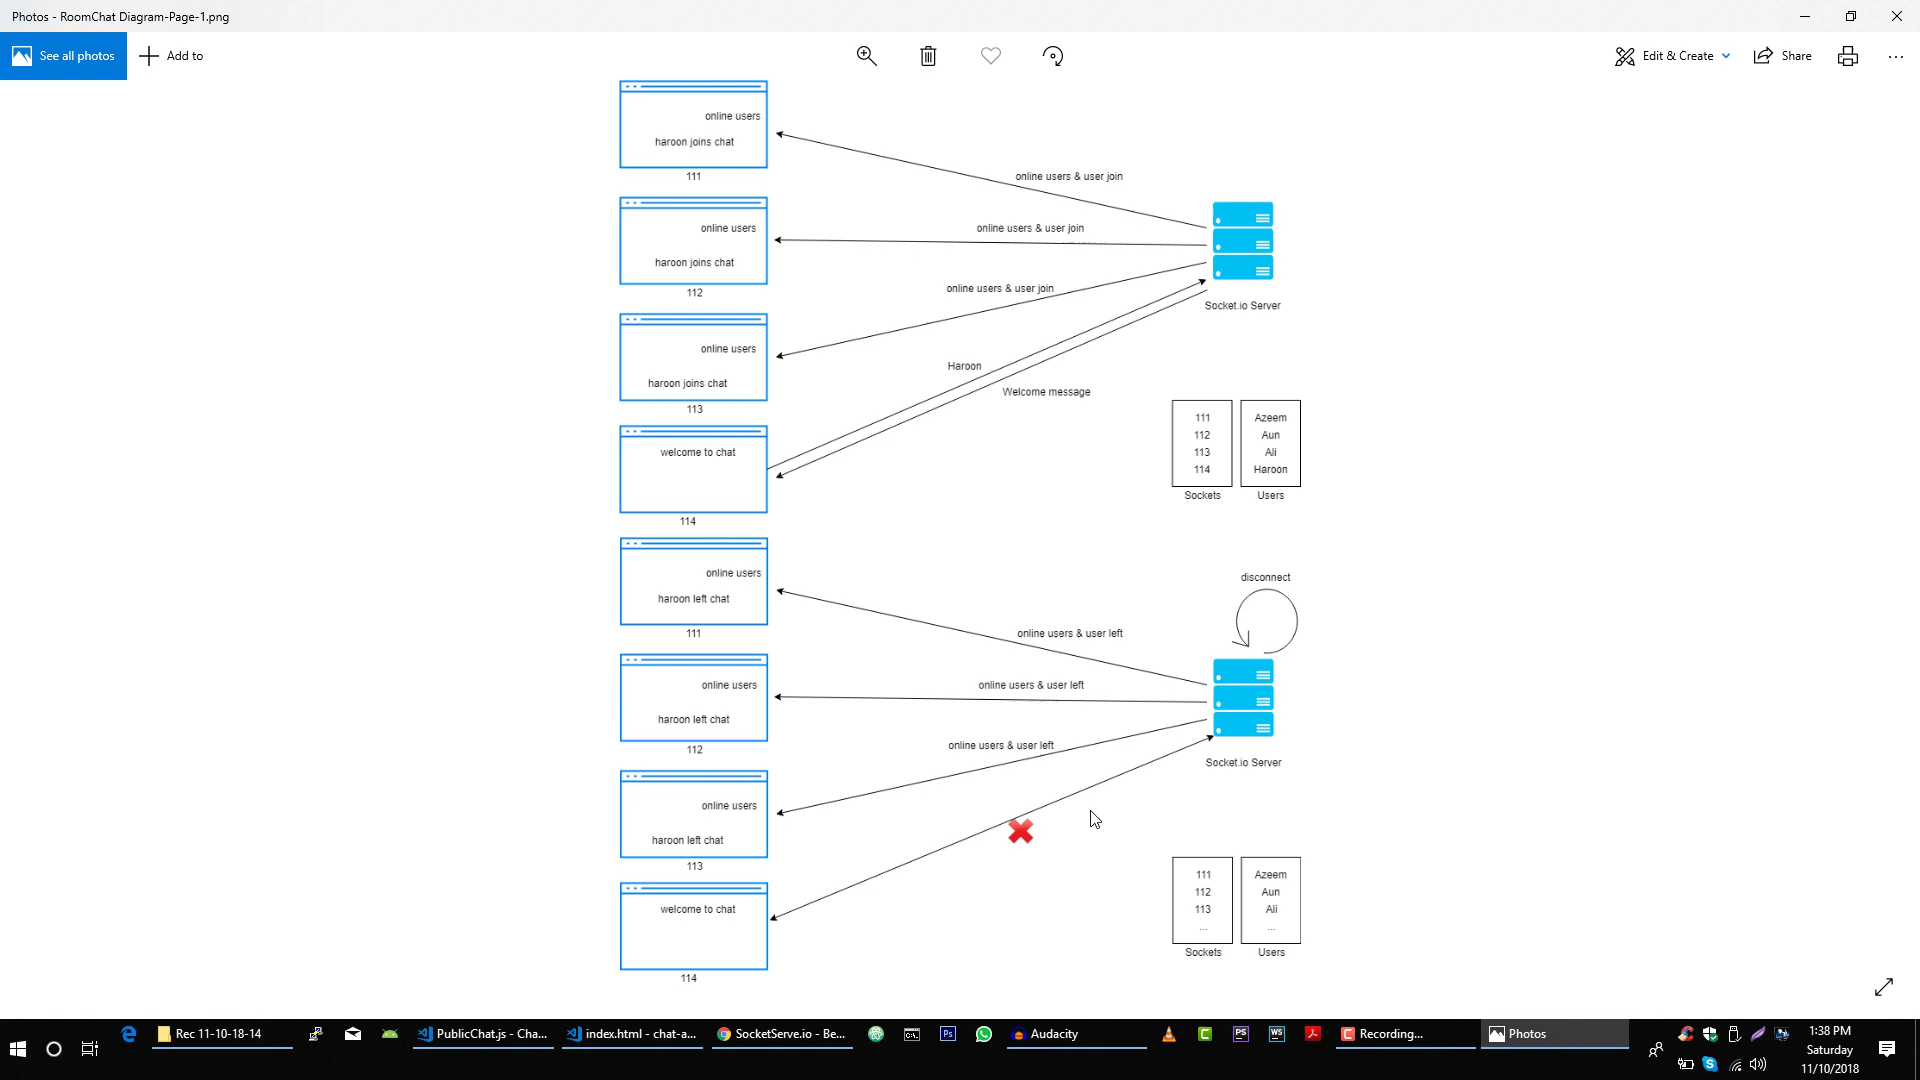 Photos - RoomChat Diagram-Page-1.png
See all photos
Add to
Edit & Create
Share
online users
haroon joins chat
111
online users & user join
online users
haroon joins chat
112
online users & user join
online users
haroon joins chat
113
online users & user join
Socket.io Server
Haroon
Welcome message
welcome to chat
114
111
112
113
114
Sockets
Azeem
Aun
Ali
Haroon
Users
online users
haroon left chat
111
online users & user left
disconnect
online users
haroon left chat
112
online users & user left
online users
haroon left chat
113
online users & user left
Socket.io Server
welcome to chat
114
111
112
113
...
Sockets
Azeem
Aun
Ali
...
Users
Rec 11-10-18-14
PublicChat.js - Cha...
index.html - chat-a...
SocketServe.io - Be...
Ps
Audacity
PS
WS
Recording...
Photos
1:38 PM
Saturday
11/10/2018